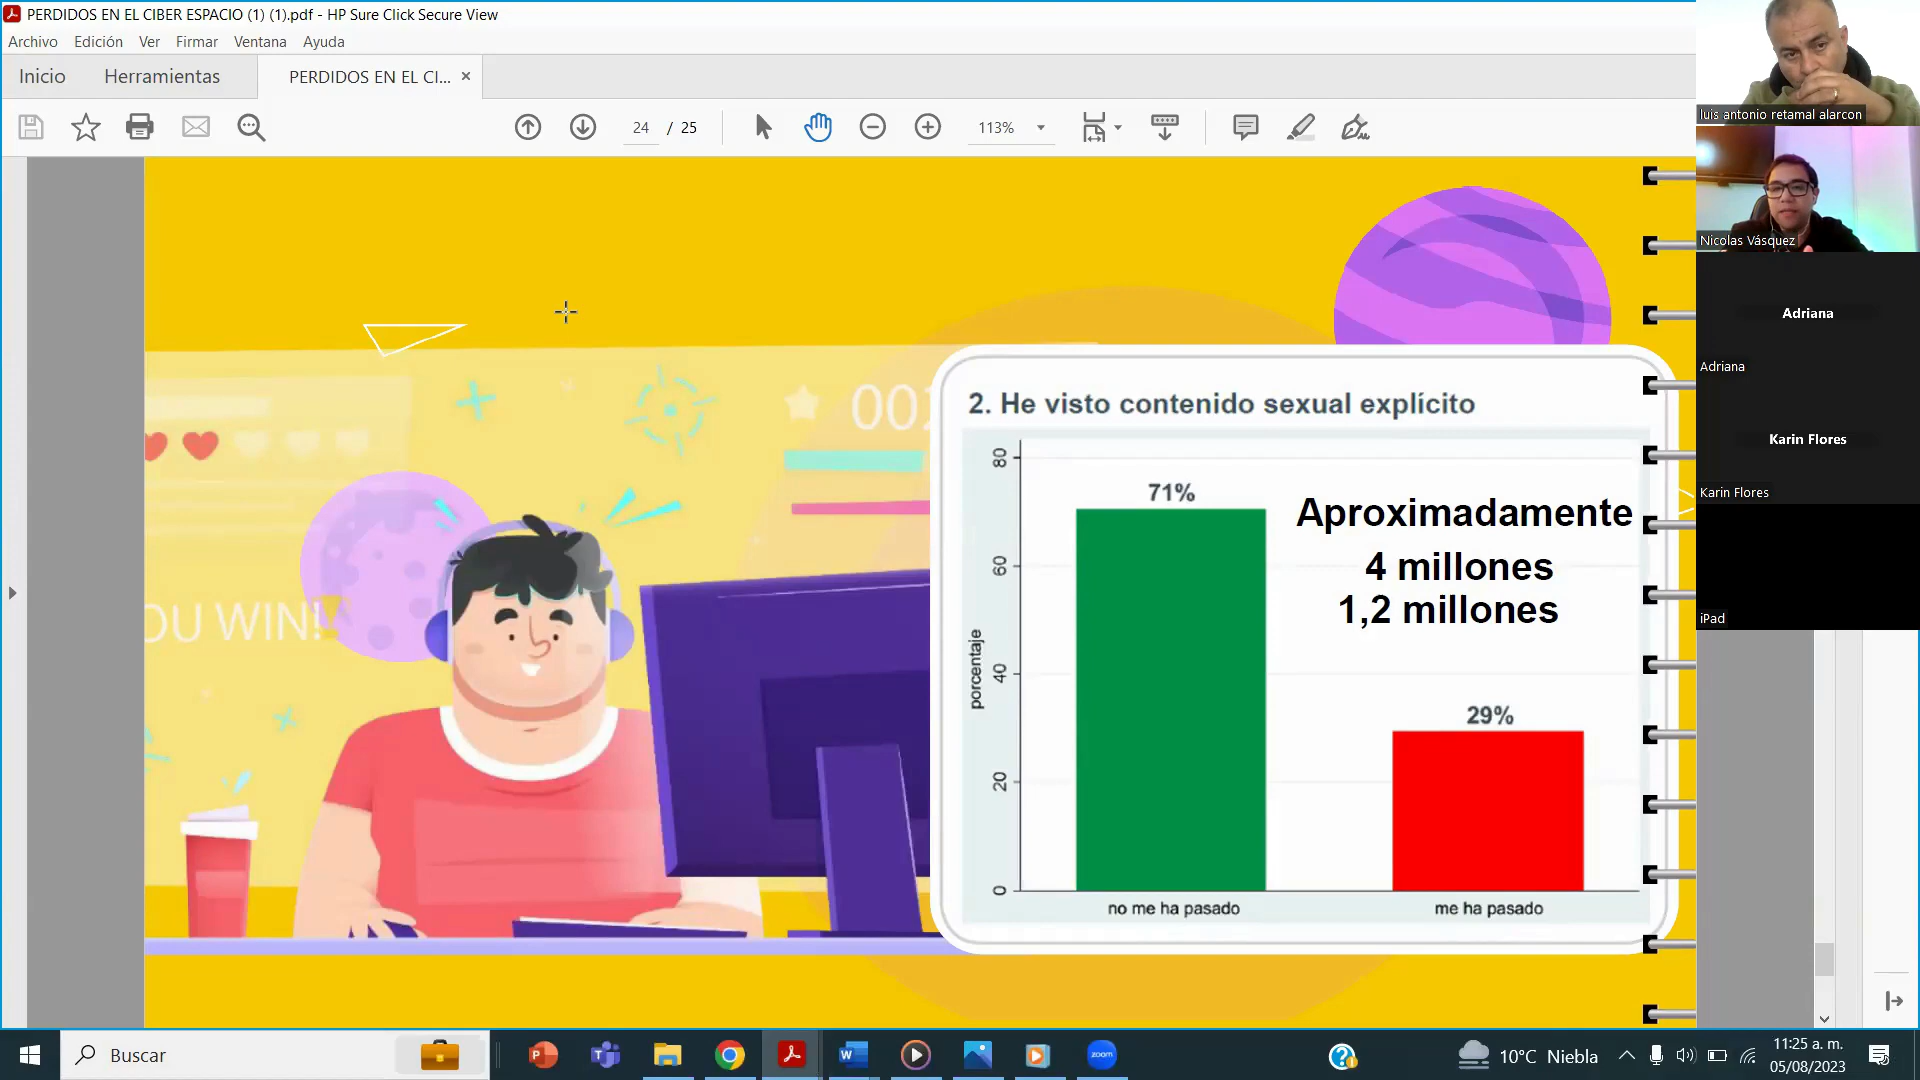 PERDIDOS EN EL CIBER ESPACIO (1) (1).pdf - HP Sure Click Secure View
Archivo Edición Ver Firmar Ventana Ayuda
Inicio Herramientas PERDIDOS EN EL CI... ×
24 / 25 113%
luis antonio retamal alarcon
Nicolas Vásquez
Adriana
Adriana
Karin Flores
Karin Flores
iPad
OU WIN!
002
2. He visto contenido sexual explícito
porcentaje
80
60
40
20
0
71%
29%
Aproximadamente
4 millones
1,2 millones
no me ha pasado me ha pasado
Buscar
zoom
10°C Niebla
11:25 a. m.
05/08/2023